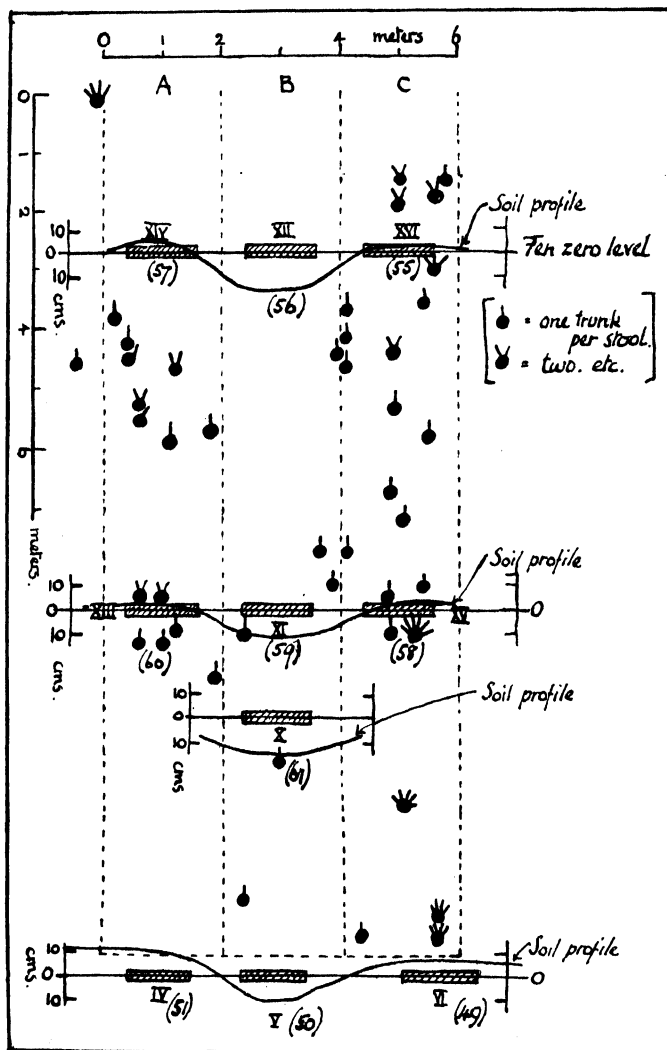 0 2 4 meters 6
A B C
0
2
4
6
meters.
XIV XII XVI Soil profile
10 0 10 cms. Fen zero level
(57) (56) (55)
= one trunk
per stool.
= two. etc.
Soil profile
10 0 10 cms. 0
XIII XI XV
(60) (59) (58)
Soil profile
10 0 10 cms
X
(61)
10 0 10 cms. Soil profile 0
IV (51) V (50) VI (49)